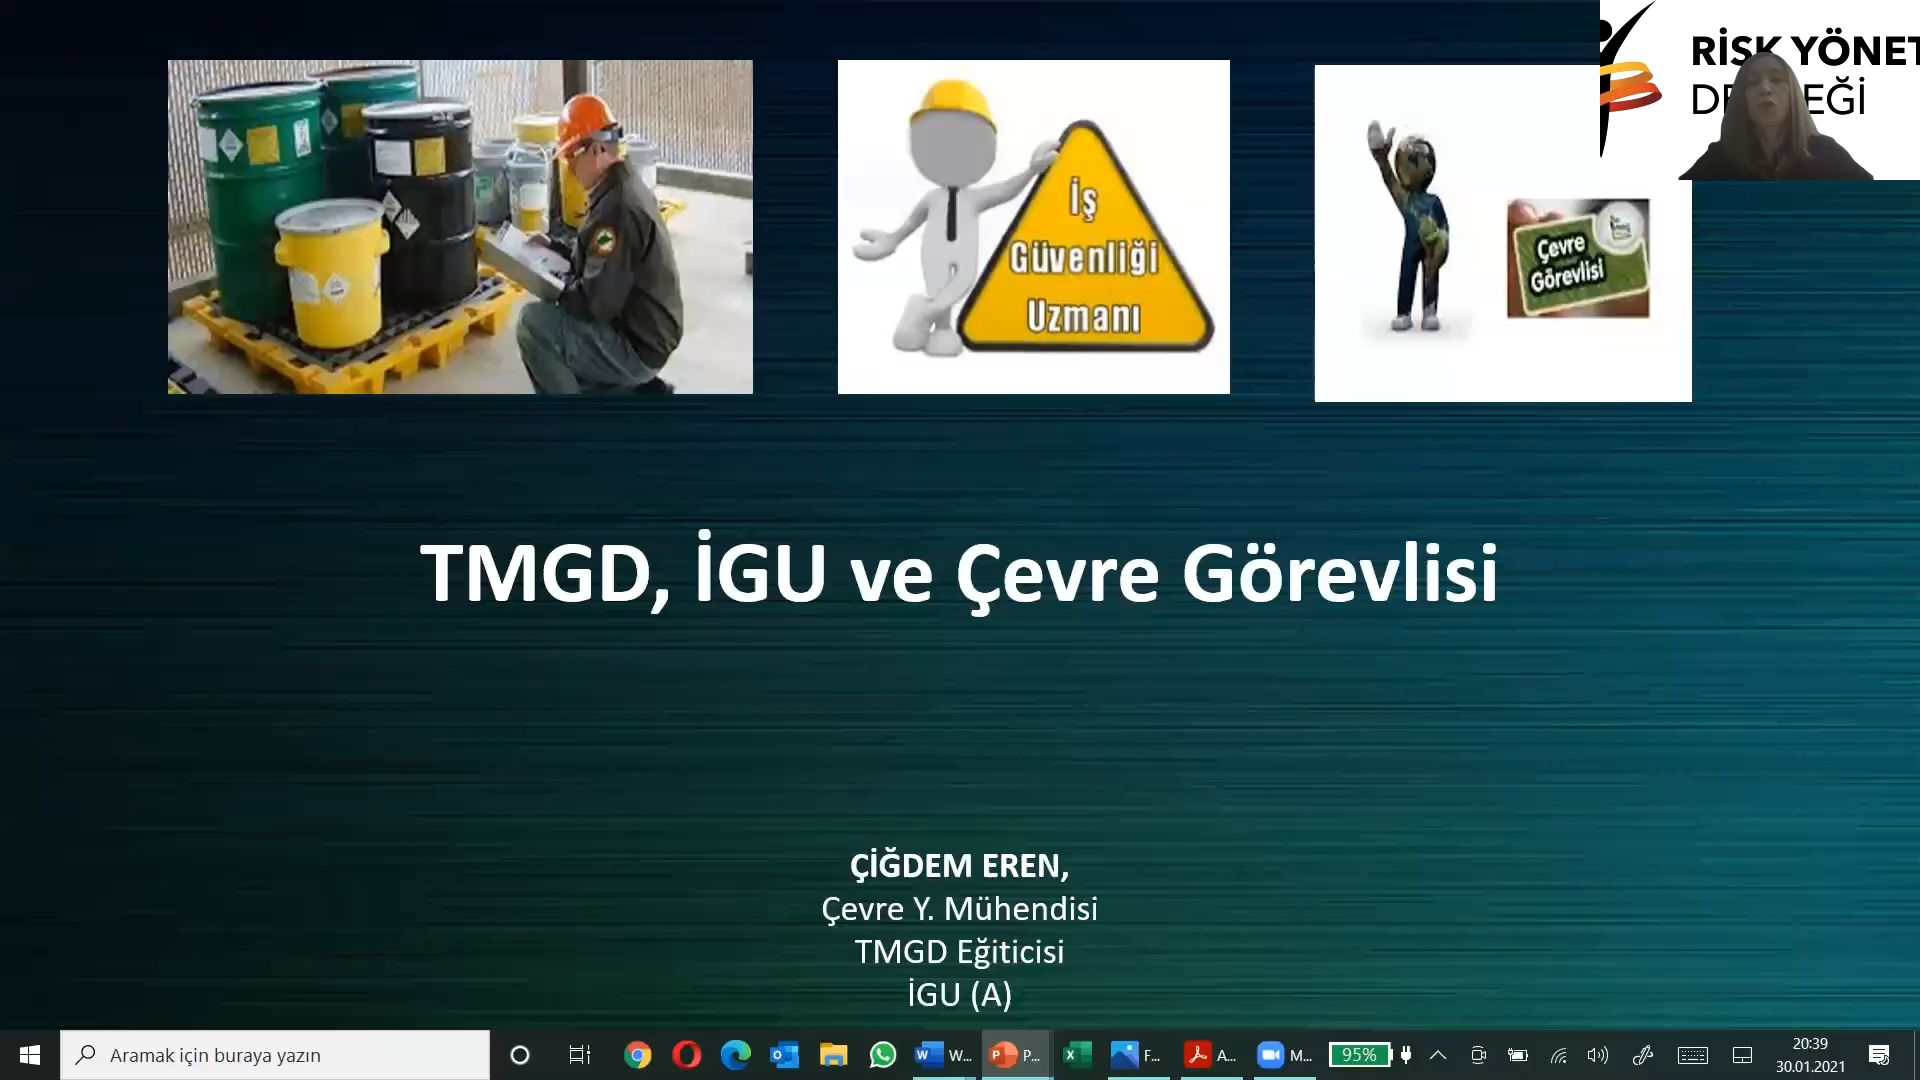 RİSK YÖNET
İş
Güvenliği
Uzmanı
Çevre
Görevlisi
TMGD, İGU ve Çevre Görevlisi
ÇİĞDEM EREN,
Çevre Y. Mühendisi
TMGD Eğiticisi
İGU (A)
Aramak için buraya yazın
W...
P...
F...
A...
M...
95%
20:39
30.01.2021